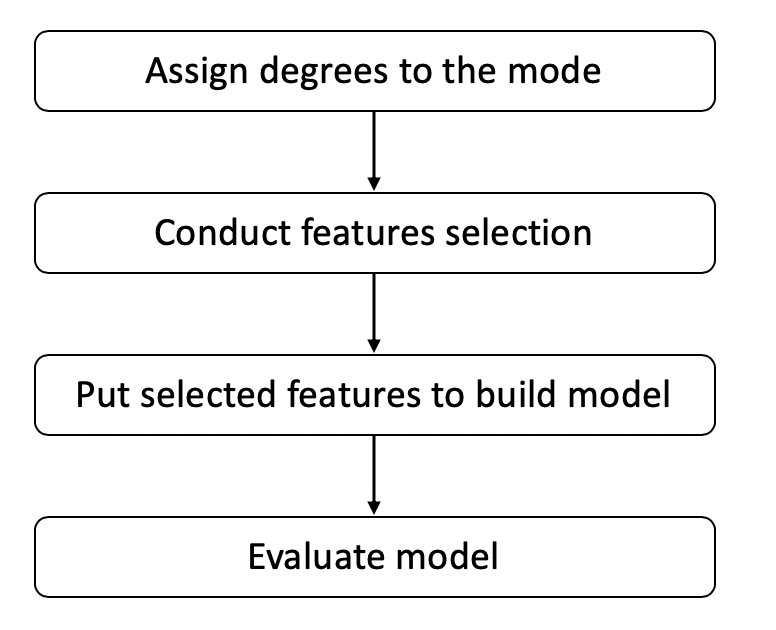 Assign degrees to the mode
Conduct features selection
Put selected features to build model
Evaluate model